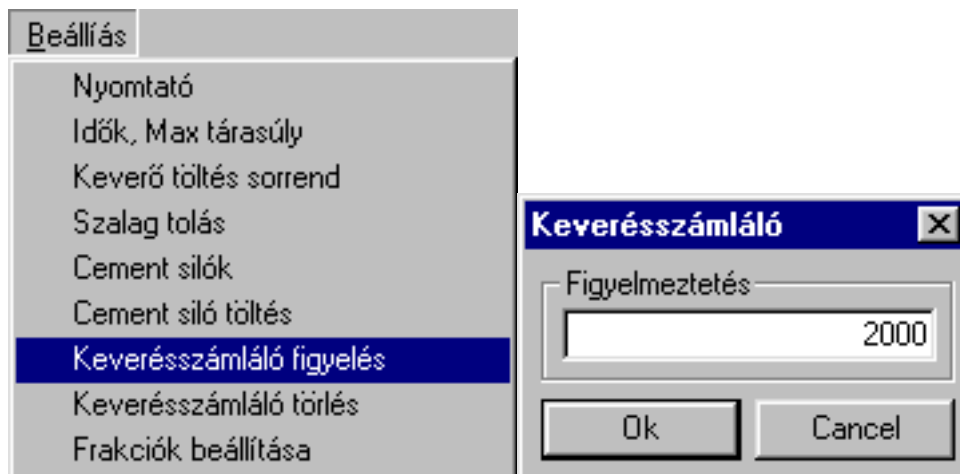 Beállíás
Nyomtató
Idők, Max tárasúly
Keverő töltés sorrend
Szalag tolás
Cement silók
Cement siló töltés
Keverésszámláló figyelés
Keverésszámláló törlés
Frakciók beállítása
Keverésszámláló
Figyelmeztetés
2000
Ok Cancel